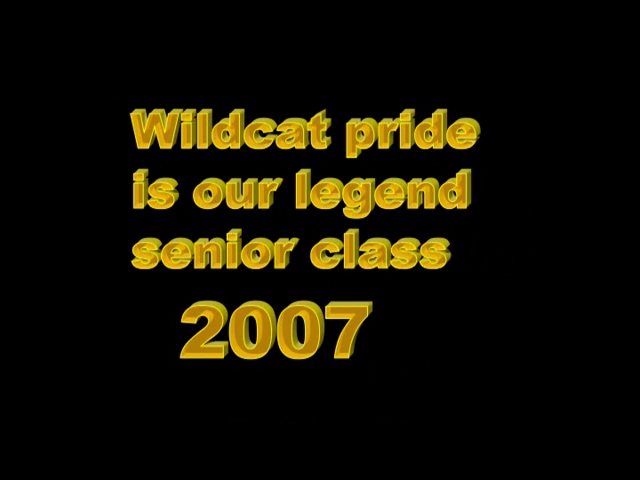 Wildcat pride
is our legend
senior class
2007